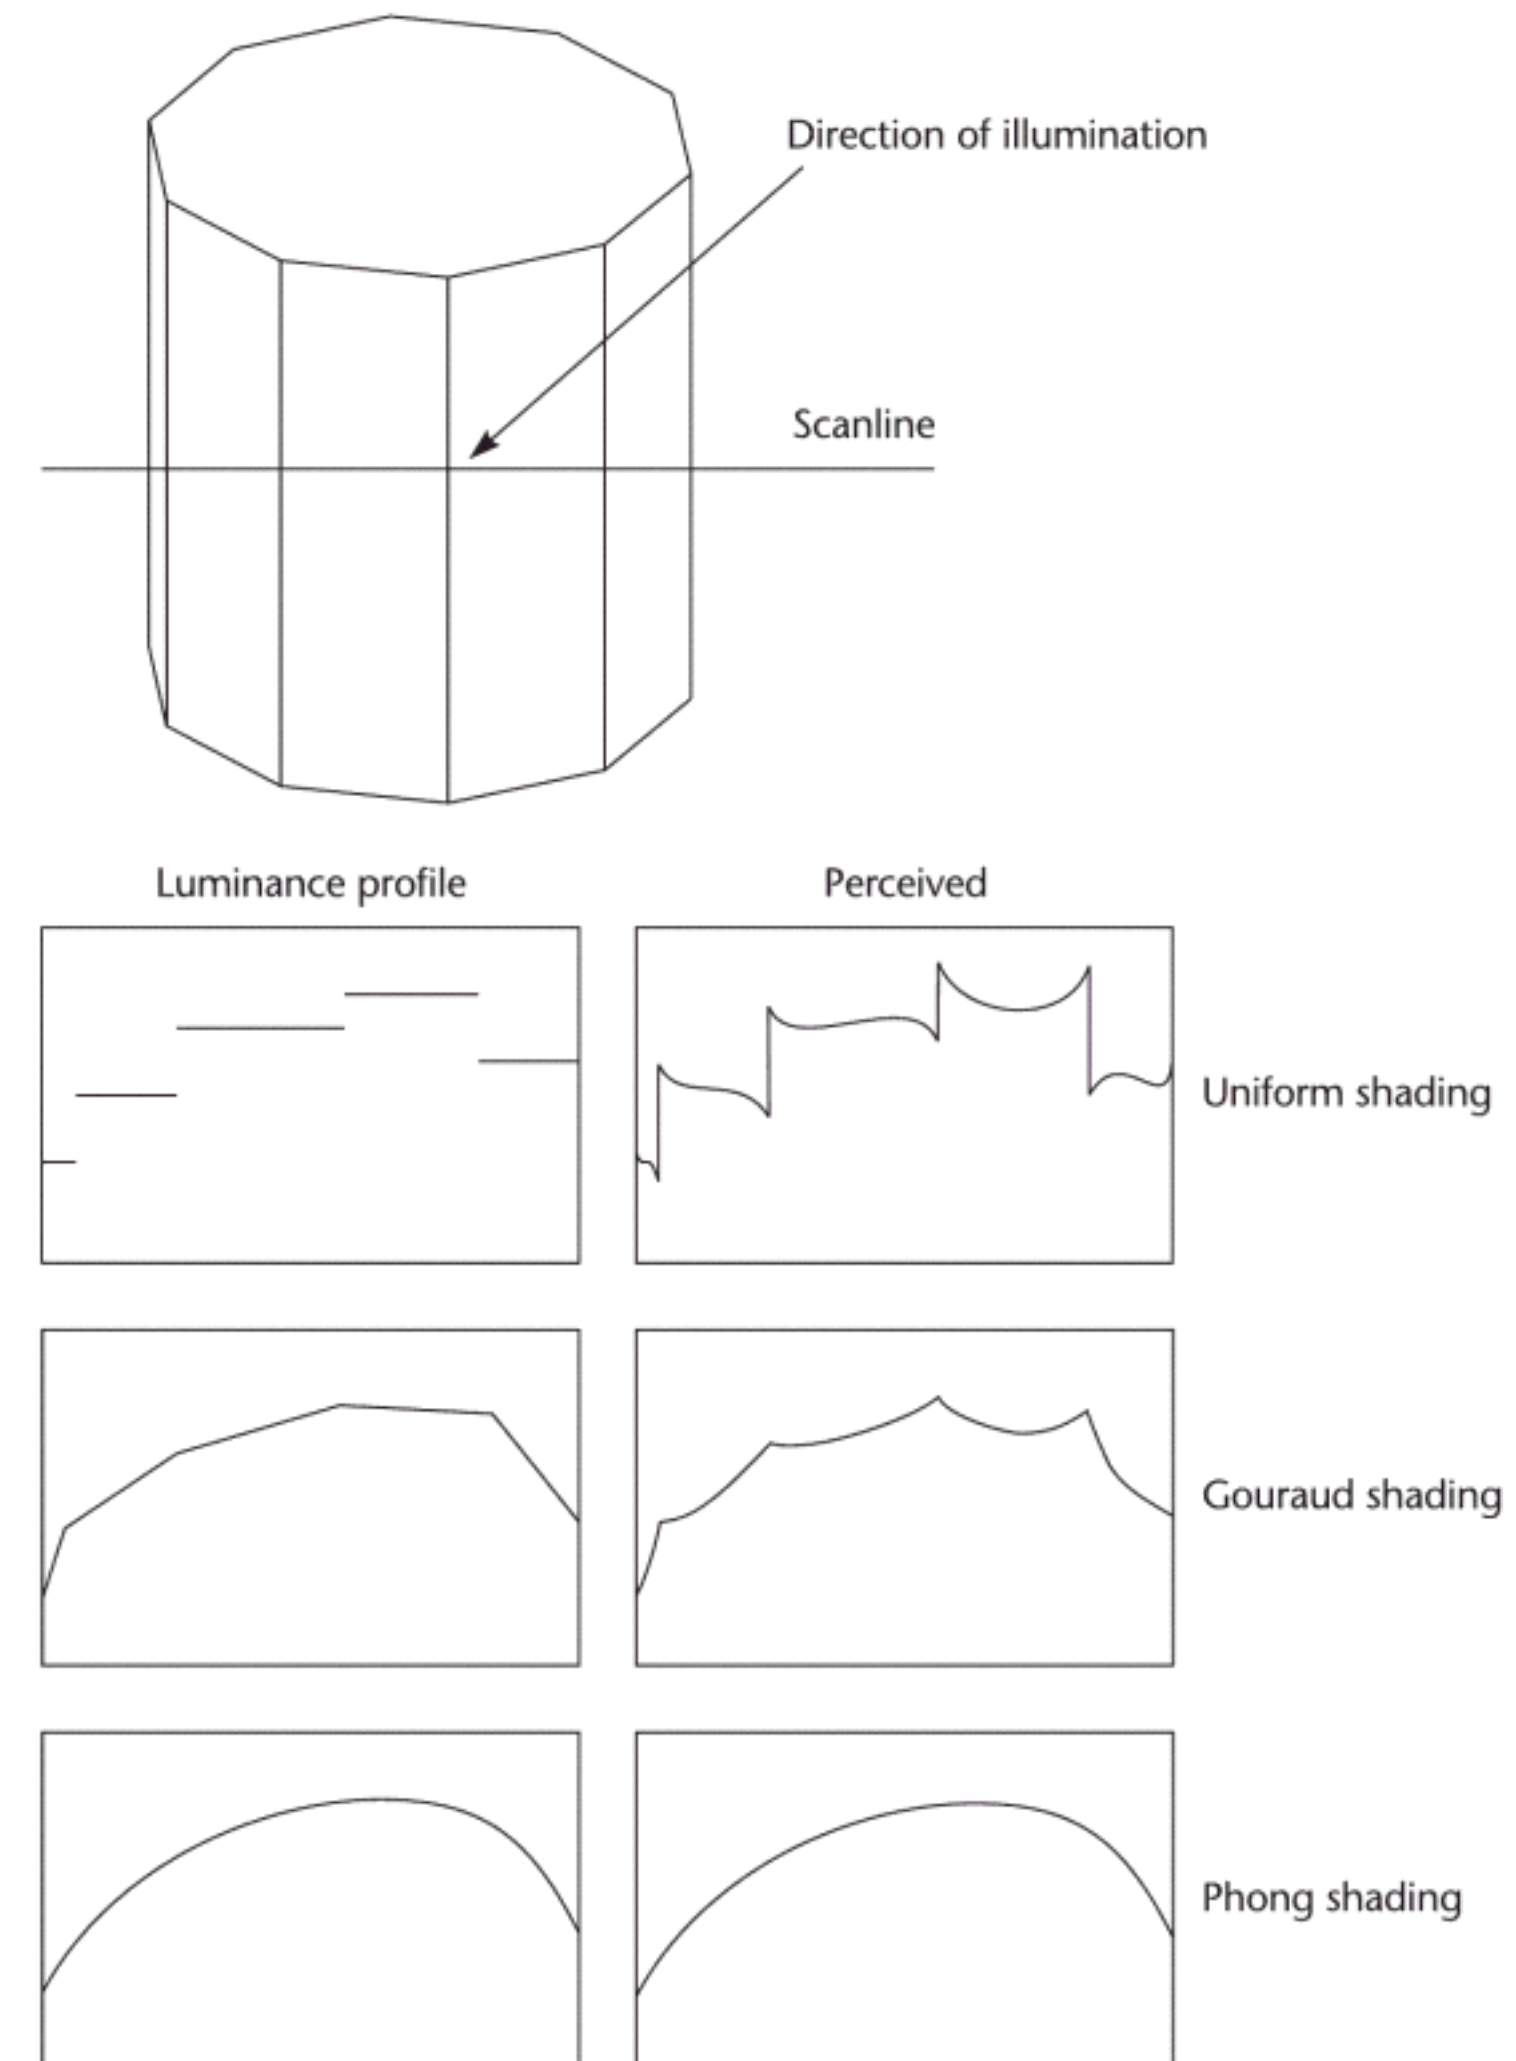 Direction of illumination
Scanline
Luminance profile
Perceived
Uniform shading
Gouraud shading
Phong shading